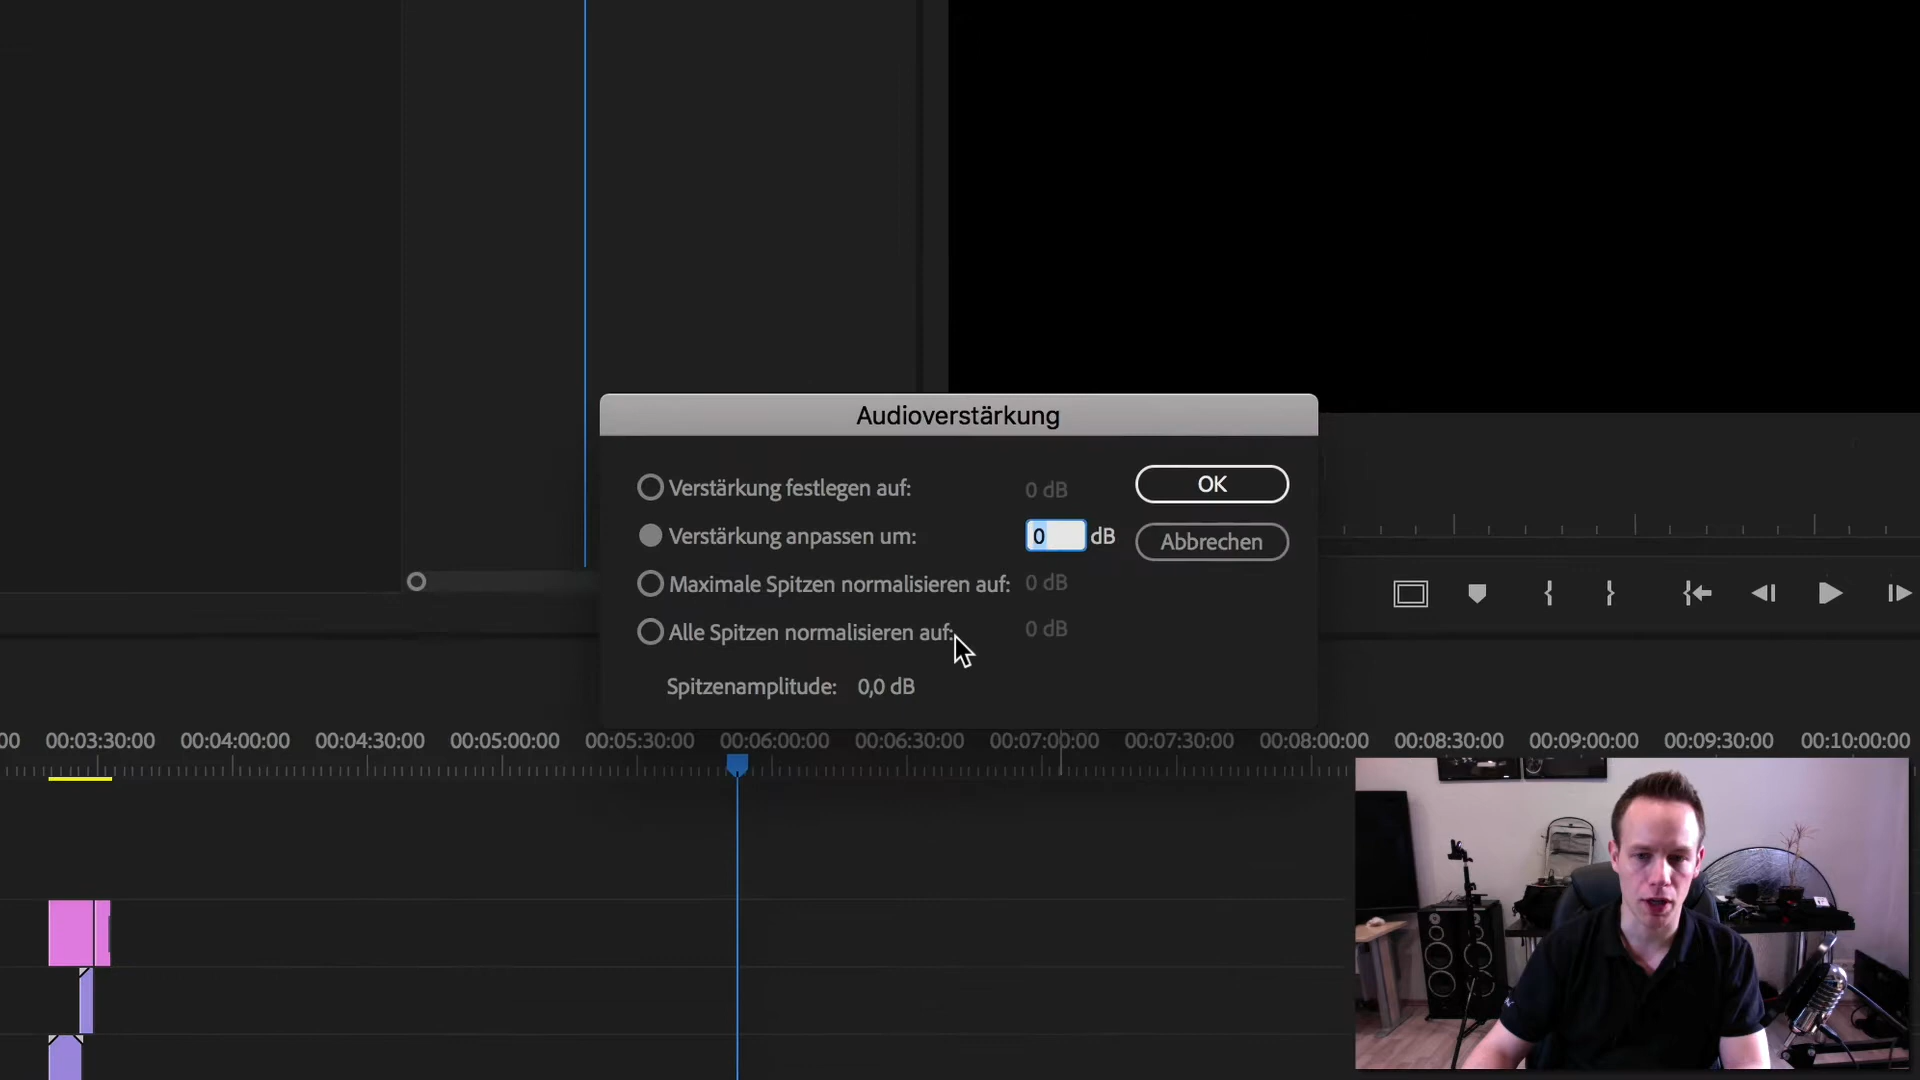 Audioverstärkung
Verstärkung festlegen auf: 0 dB
OK
Verstärkung anpassen um: 0 dB
Abbrechen
Maximale Spitzen normalisieren auf: 0 dB
Alle Spitzen normalisieren auf: 0 dB
Spitzenamplitude: 0,0 dB
00 00:03:30:00 00:04:00:00 00:04:30:00 00:05:00:00 00:05:30:00 00:06:00:00 00:06:30:00 00:07:00:00 00:07:30:00 00:08:00:00 00:08:30:00 00:09:00:00 00:09:30:00 00:10:00:00